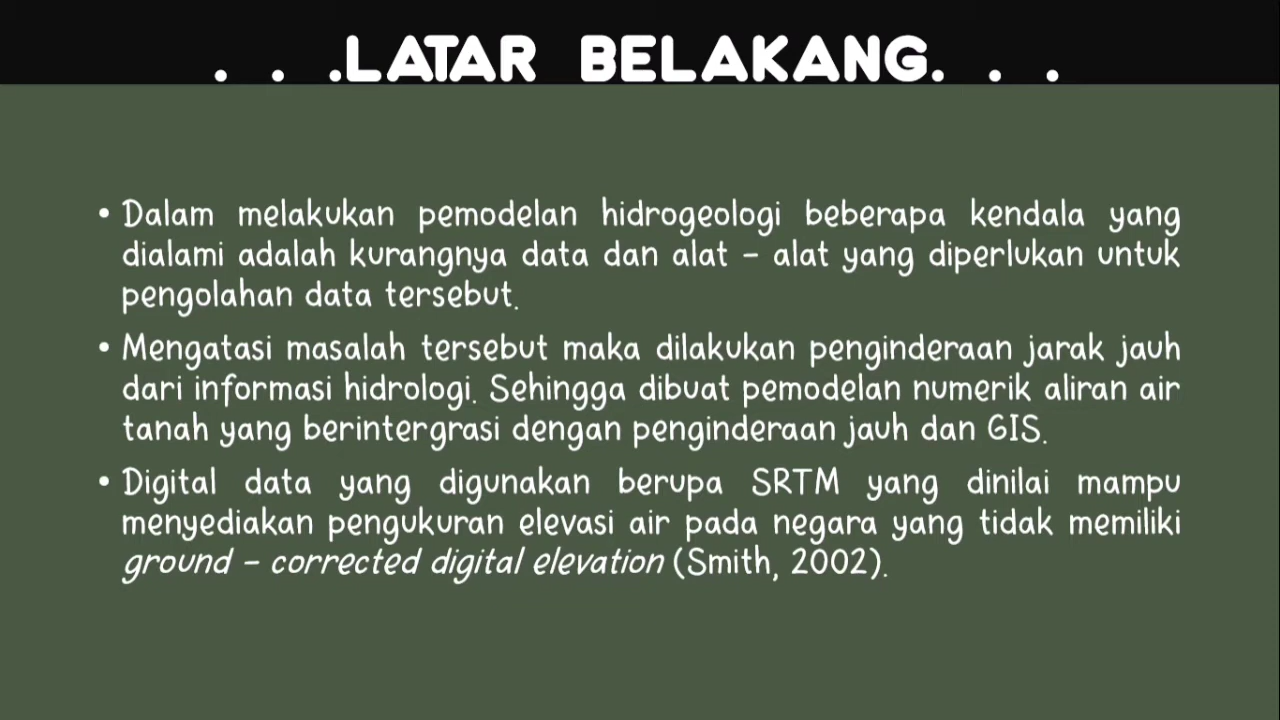 . . .LATAR BELAKANG. . .
• Dalam melakukan pemodelan hidrogeologi beberapa kendala yang
dialami adalah kurangnya data dan alat – alat yang diperlukan untuk
pengolahan data tersebut.
• Mengatasi masalah tersebut maka dilakukan penginderaan jarak jauh
dari informasi hidrologi. Sehingga dibuat pemodelan numerik aliran air
tanah yang berintergrasi dengan penginderaan jauh dan GIS.
• Digital data yang digunakan berupa SRTM yang dinilai mampu
menyediakan pengukuran elevasi air pada negara yang tidak memiliki
ground – corrected digital elevation (Smith, 2002).